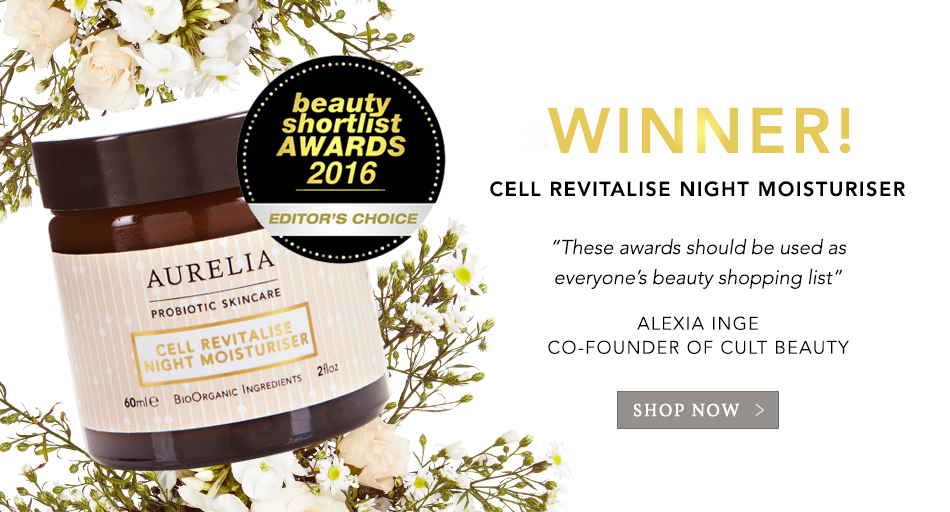 beauty
shortlist
AWARDS
2016
EDITOR'S CHOICE
AURELIA
PROBIOTIC SKINCARE
CELL REVITALISE
NIGHT MOISTURISER
60ml℮ BIOORGANIC INGREDIENTS 2floz
WINNER!
CELL REVITALISE NIGHT MOISTURISER
“These awards should be used as
everyone’s beauty shopping list”
ALEXIA INGE
CO-FOUNDER OF CULT BEAUTY
SHOP NOW >